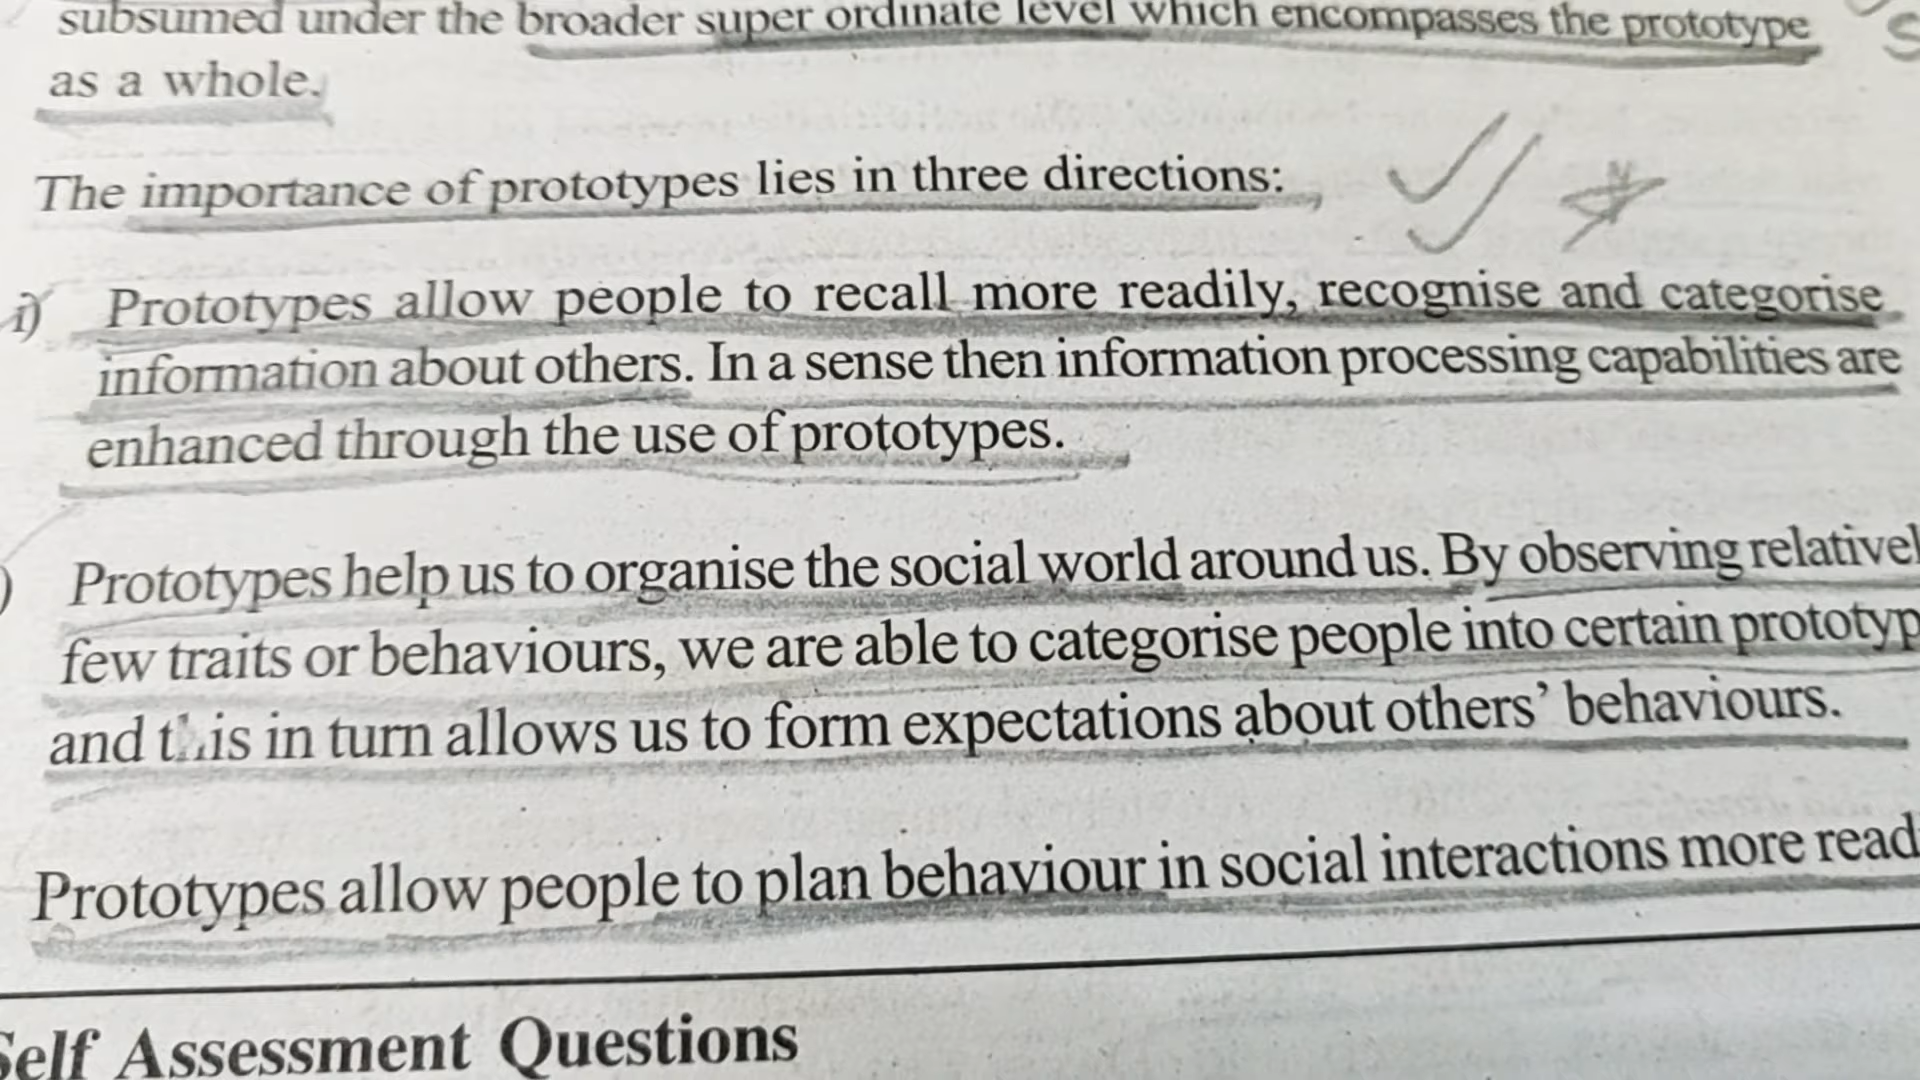 subsumed under the broader super ordinate level which encompasses the prototype
as a whole.
The importance of prototypes lies in three directions:
i) Prototypes allow people to recall more readily, recognise and categorise
information about others. In a sense then information processing capabilities are
enhanced through the use of prototypes.
) Prototypes help us to organise the social world around us. By observing relativel
few traits or behaviours, we are able to categorise people into certain prototyp
and this in turn allows us to form expectations about others' behaviours.
Prototypes allow people to plan behaviour in social interactions more read
Self Assessment Questions